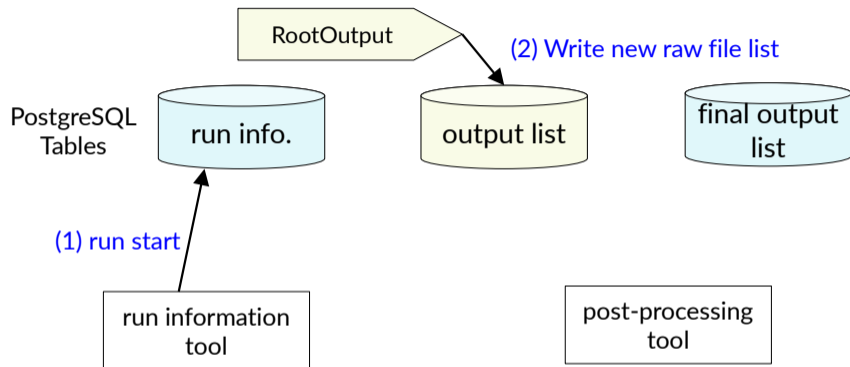 RootOutput
(2) Write new raw file list
PostgreSQL
Tables
run info.
output list
final output
list
(1) run start
run information
tool
post-processing
tool